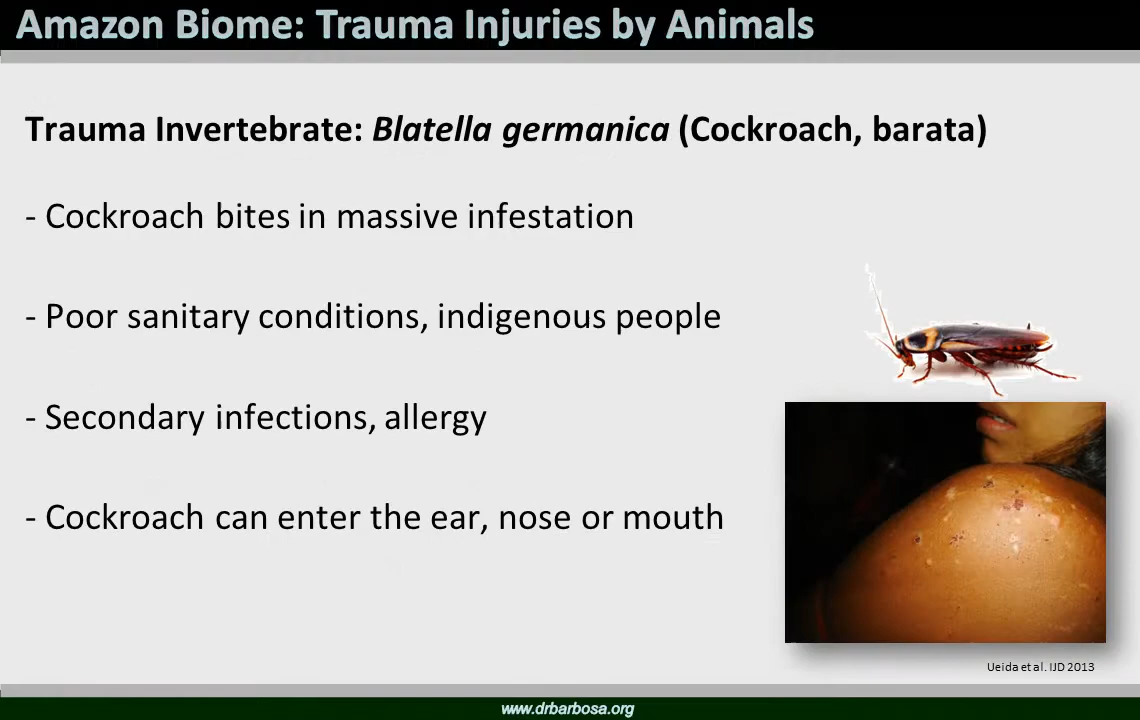 Amazon Biome: Trauma Injuries by Animals
Trauma Invertebrate: Blatella germanica (Cockroach, barata)
- Cockroach bites in massive infestation
- Poor sanitary conditions, indigenous people
- Secondary infections, allergy
- Cockroach can enter the ear, nose or mouth
Ueida et al. IJD 2013
www.drbarbosa.org